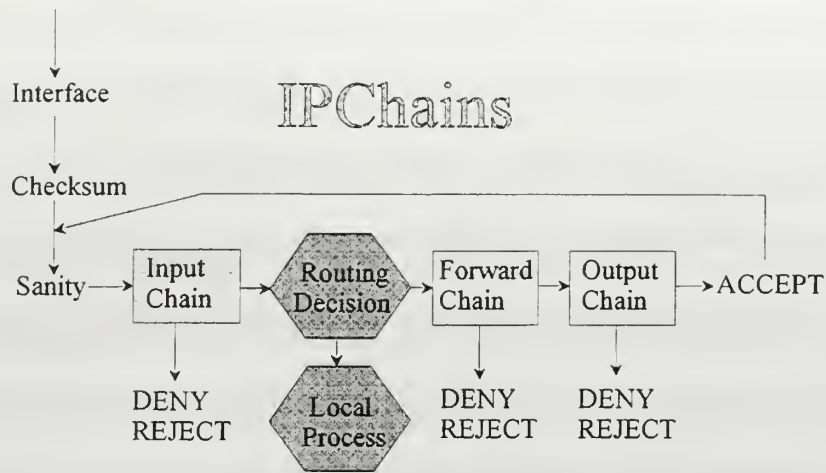 IPChains
Interface
Checksum
Sanity
Input
Chain
Routing
Decision
Forward
Chain
Output
Chain
ACCEPT
DENY
REJECT
Local
Process
DENY
REJECT
DENY
REJECT